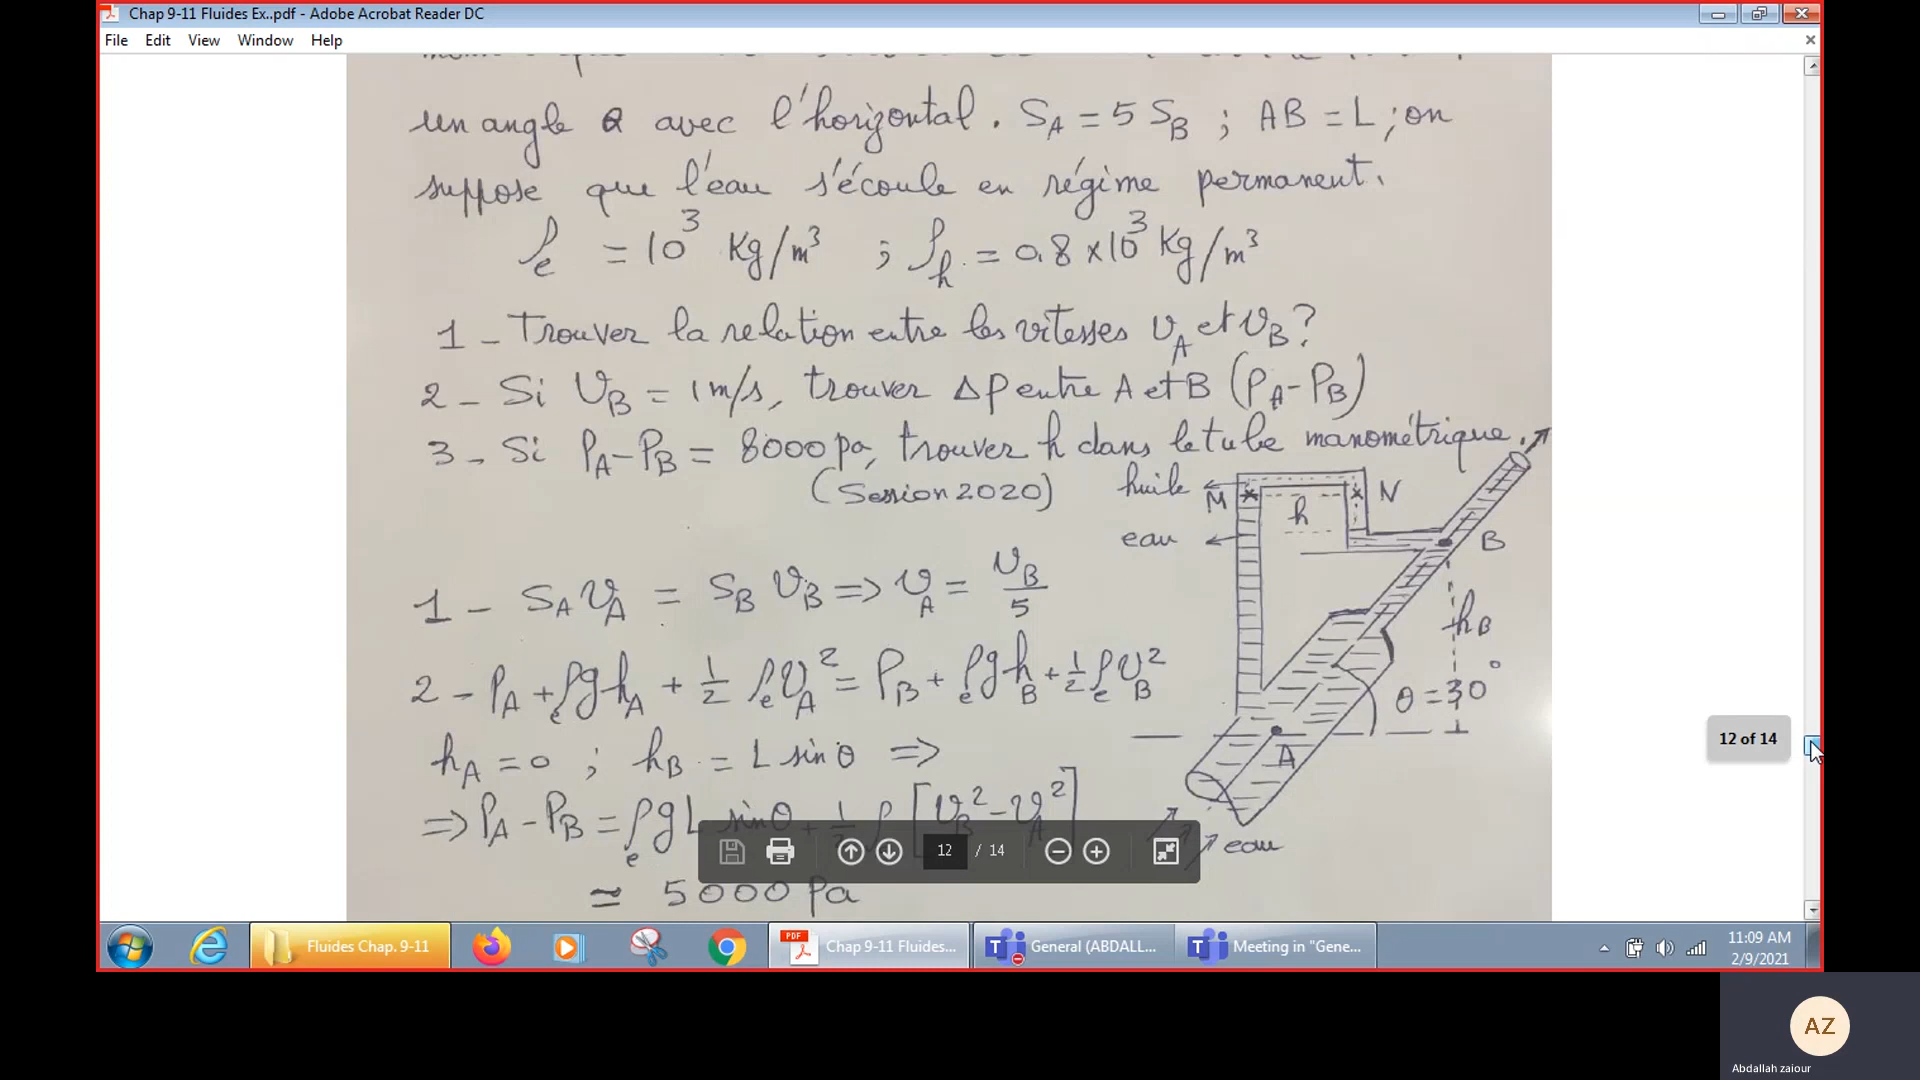 Chap 9-11 Fluides Ex..pdf - Adobe Acrobat Reader DC
File Edit View Window Help
un angle θ avec l'horizontal. S_A = 5 S_B ; AB = L ; on
suppose que l'eau s'écoule en régime permanent.
ρ_e = 10^3 Kg/m^3 ; ρ_h = 0.8 × 10^3 Kg/m^3
1 - Trouver la relation entre les vitesses v_A et v_B ?
2 - Si v_B = 1 m/s, trouver ΔP entre A et B (P_A - P_B)
3 - Si P_A - P_B = 8000 pa, trouver h dans le tube manométrique.
(Session 2020)
huile M N
h
eau B
1 - S_A v_A = S_B v_B => v_A = v_B/5
h_B
2 - P_A + ρ_e g h_A + 1/2 ρ_e v_A^2 = P_B + ρ_e g h_B + 1/2 ρ_e v_B^2
θ = 30°
h_A = 0 ; h_B = L sin θ =>
A
=> P_A - P_B = ρ_e g L sin θ + 1/2 ρ [v_B^2 - v_A^2]
eau
≃ 5000 Pa
12 of 14
12 / 14
Fluides Chap. 9-11
PDF
Chap 9-11 Fluides...
General (ABDALL...
Meeting in "Gene...
11:09 AM
2/9/2021
AZ
Abdallah zaiour